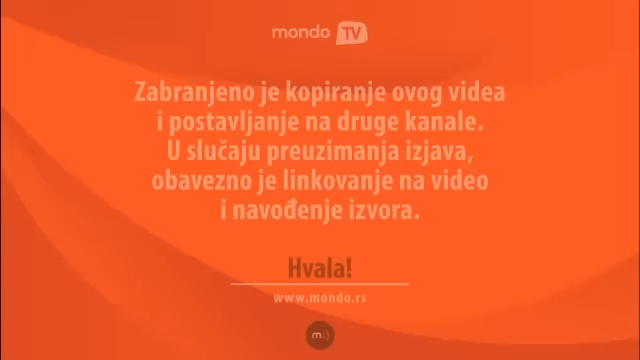 mondo TV
Zabranjeno je kopiranje ovog videa
i postavljanje na druge kanale.
U slučaju preuzimanja izjava,
obavezno je linkovanje na video
i navođenje izvora.
Hvala!
www.mondo.rs
m:)